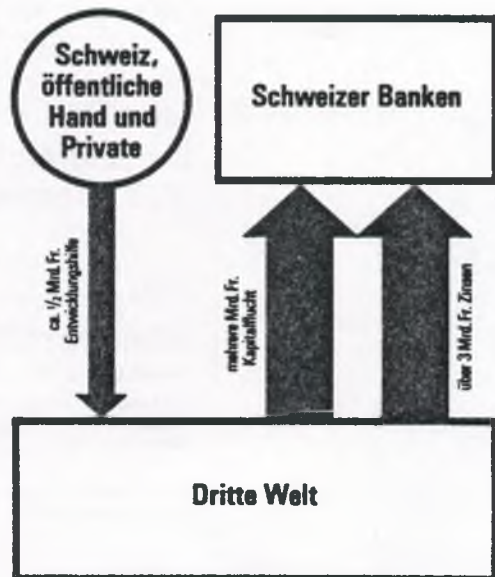 Schweiz,
öffentliche
Hand und
Private
Schweizer Banken
ca. 1/2 Mrd. Fr.
Entwicklungshilfe
mehrere Mrd. Fr.
Kapitalflucht
über 3 Mrd. Fr. Zinsen
Dritte Welt